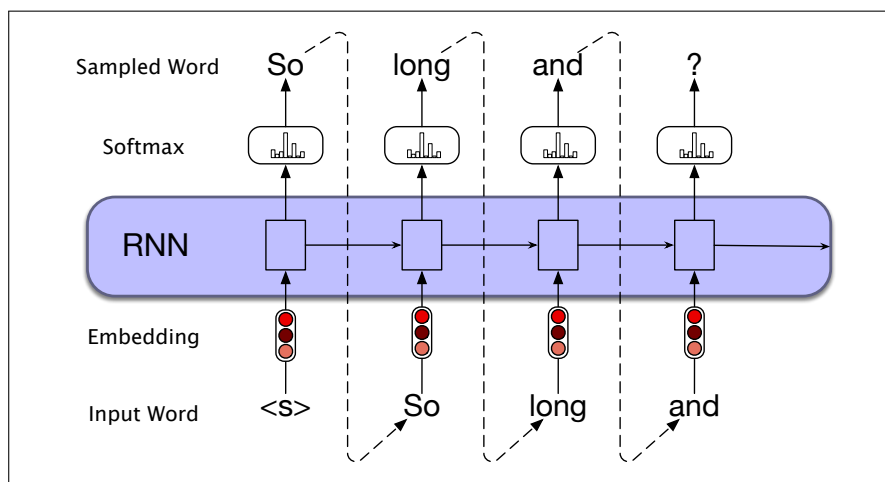 Sampled Word So long and ?
Softmax
RNN
Embedding
Input Word <s> So long and